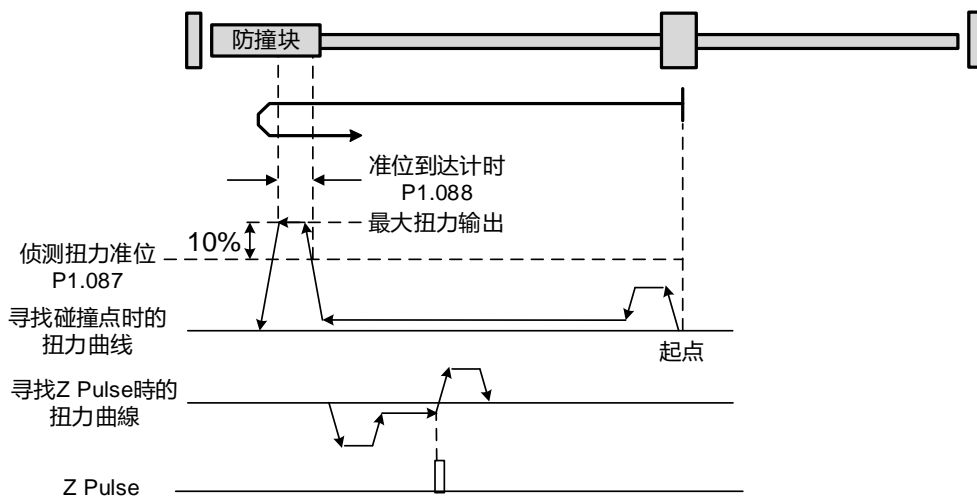 防撞块
准位到达计时
P1.088
最大扭力输出
10%
侦测扭力准位
P1.087
寻找碰撞点时的
扭力曲线
起点
寻找Z Pulse時的
扭力曲線
Z Pulse